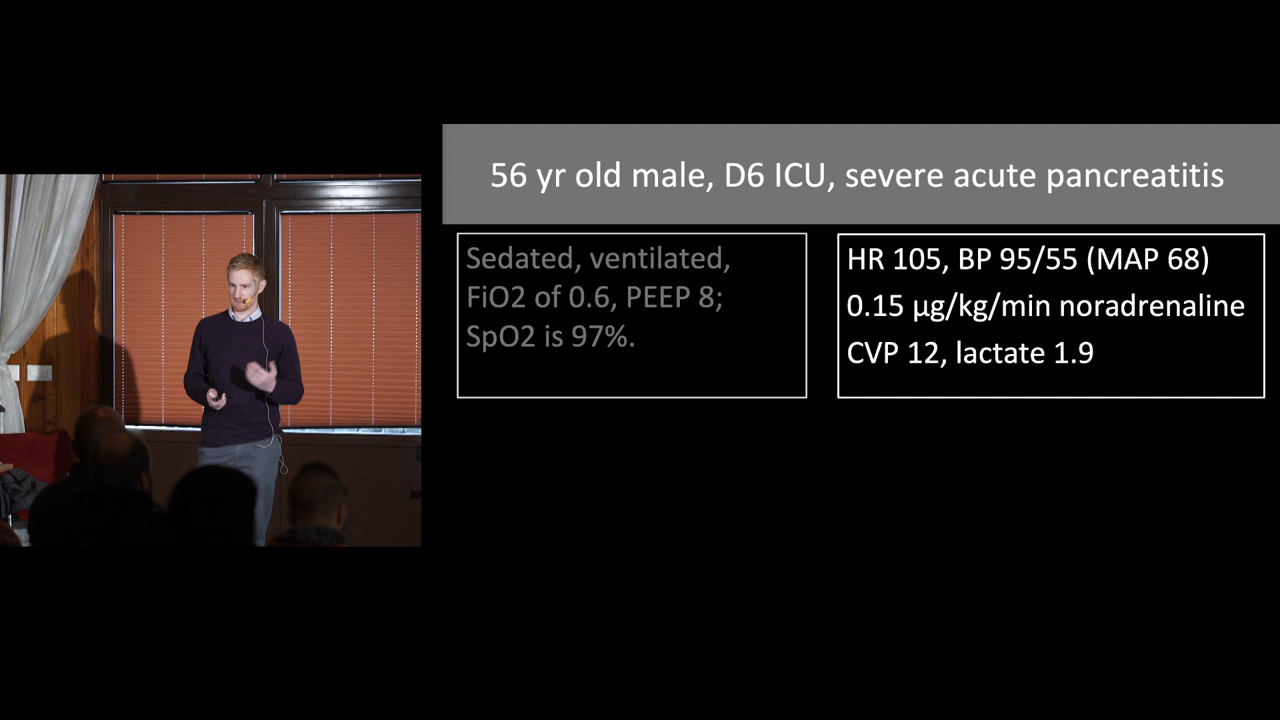 56 yr old male, D6 ICU, severe acute pancreatitis
Sedated, ventilated,
FiO2 of 0.6, PEEP 8;
SpO2 is 97%.
HR 105, BP 95/55 (MAP 68)
0.15 µg/kg/min noradrenaline
CVP 12, lactate 1.9